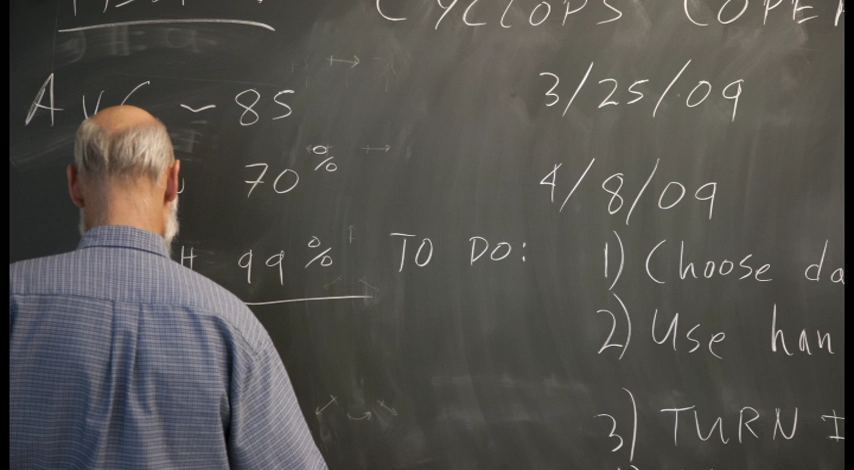 CYCLOPS
AVG ~ 85
70%
H 99%
3/25/09
4/8/09
TO DO:
1) Choose da
2) Use han
3) TURN I